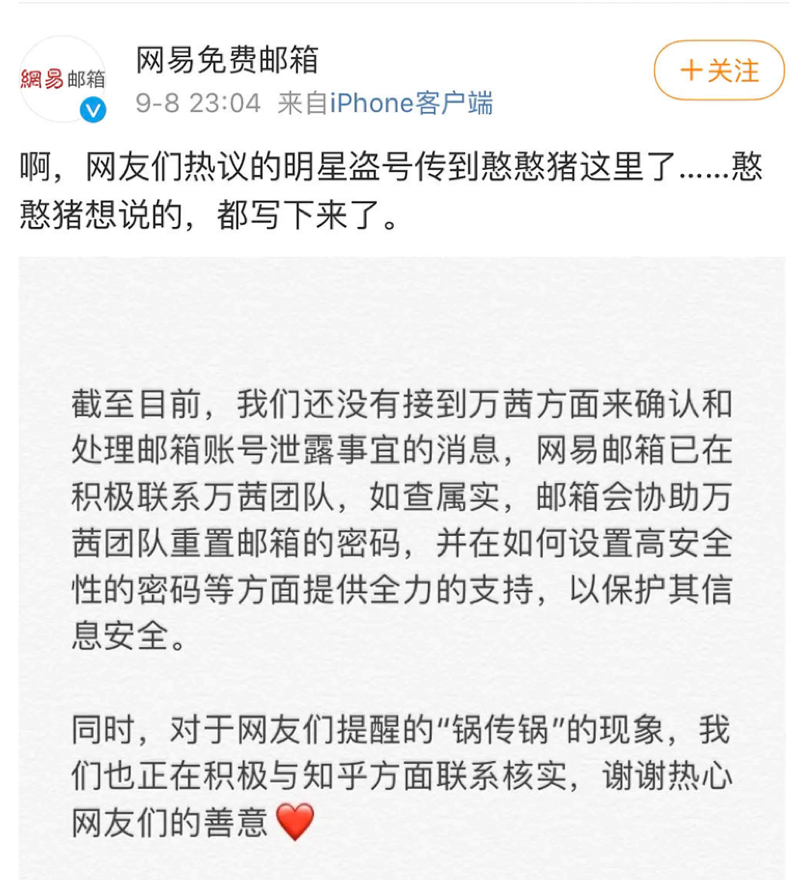 網易邮箱
网易免费邮箱
9-8 23:04 来自iPhone客户端
+关注
啊，网友们热议的明星盗号传到憨憨猪这里了……憨
憨猪想说的，都写下来了。
截至目前，我们还没有接到万茜方面来确认和
处理邮箱账号泄露事宜的消息，网易邮箱已在
积极联系万茜团队，如查属实，邮箱会协助万
茜团队重置邮箱的密码，并在如何设置高安全
性的密码等方面提供全力的支持，以保护其信
息安全。
同时，对于网友们提醒的“锅传锅”的现象，我
们也正在积极与知乎方面联系核实，谢谢热心
网友们的善意❤️